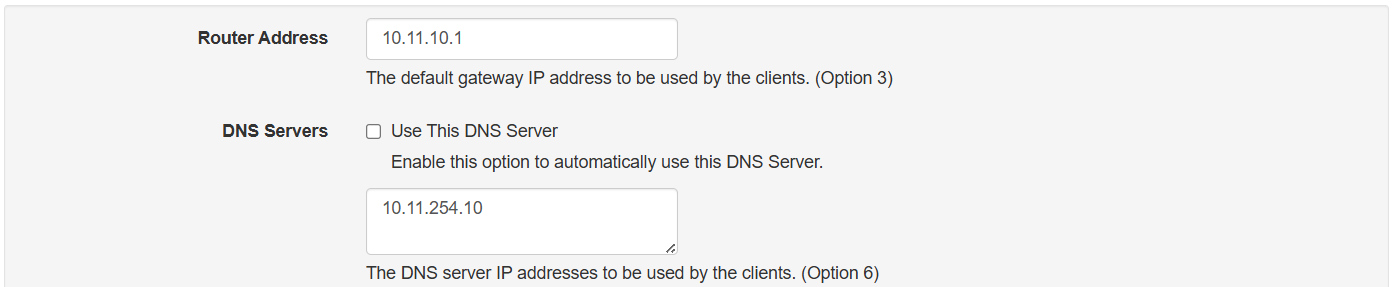 Router Address
10.11.10.1
The default gateway IP address to be used by the clients. (Option 3)
DNS Servers
Use This DNS Server
Enable this option to automatically use this DNS Server.
10.11.254.10
The DNS server IP addresses to be used by the clients. (Option 6)